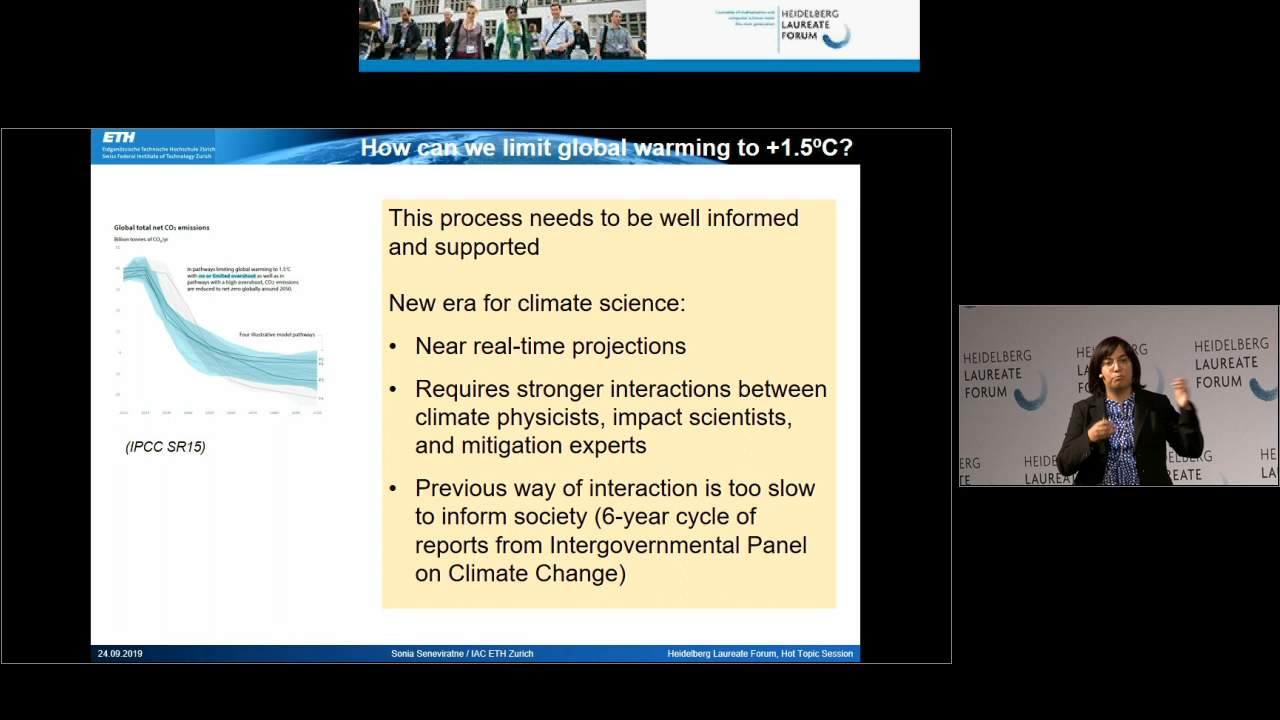 HEIDELBERG
LAUREATE
FORUM
ETH
Eidgenössische Technische Hochschule Zürich
Swiss Federal Institute of Technology Zurich
How can we limit global warming to +1.5ºC?
Global total net CO₂ emissions
Billion tonnes of CO₂/yr
In pathways limiting global warming to 1.5°C
with no or limited overshoot as well as in
pathways with a high overshoot, CO2 emissions
are reduced to net zero globally around 2050.
Four illustrative model pathways
(IPCC SR15)
This process needs to be well informed
and supported
New era for climate science:
• Near real-time projections
• Requires stronger interactions between
climate physicists, impact scientists,
and mitigation experts
• Previous way of interaction is too slow
to inform society (6-year cycle of
reports from Intergovernmental Panel
on Climate Change)
24.09.2019
Sonia Seneviratne / IAC ETH Zurich
Heidelberg Laureate Forum, Hot Topic Session
HEIDELBERG
LAUREATE
FORUM
HEIDELBERG
LAUREATE
FORUM